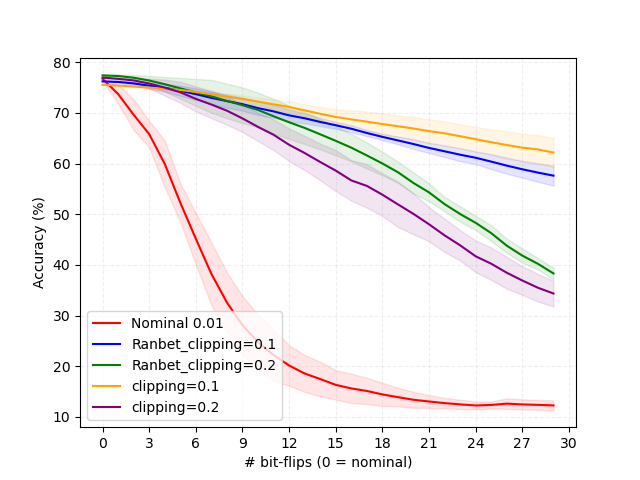 80
70
60
50
40
30
20
10
Accuracy (%)
Nominal 0.01
Ranbet_clipping=0.1
Ranbet_clipping=0.2
clipping=0.1
clipping=0.2
0 3 6 9 12 15 18 21 24 27 30
# bit-flips (0 = nominal)